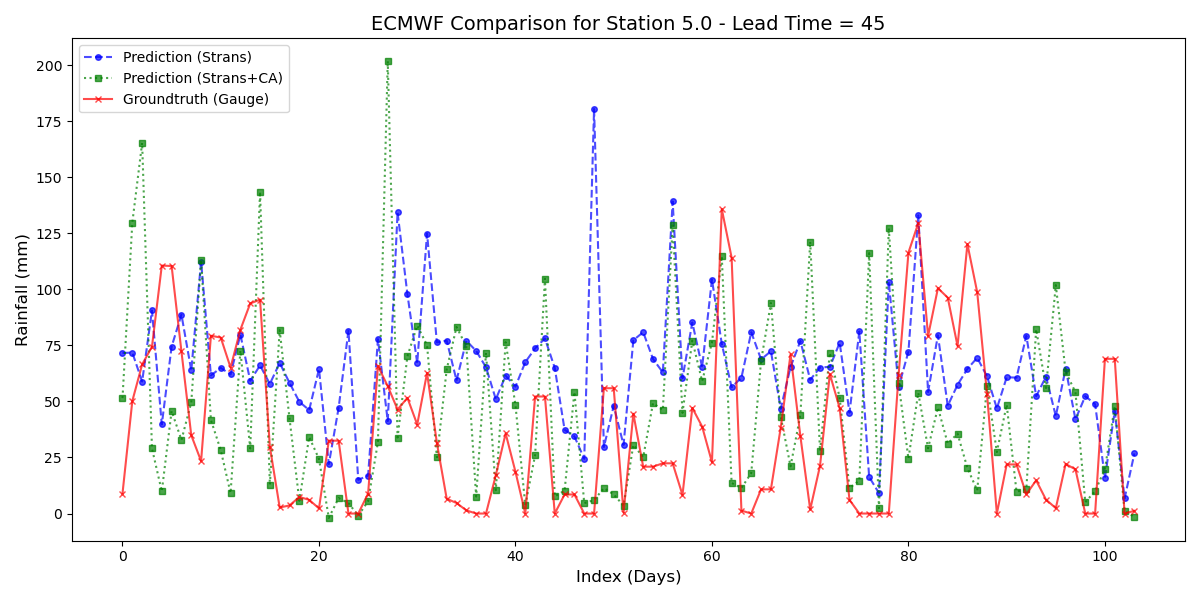 ECMWF Comparison for Station 5.0 - Lead Time = 45
Prediction (Strans)
Prediction (Strans+CA)
Groundtruth (Gauge)
Rainfall (mm)
200
175
150
125
100
75
50
25
0
0 20 40 60 80 100
Index (Days)